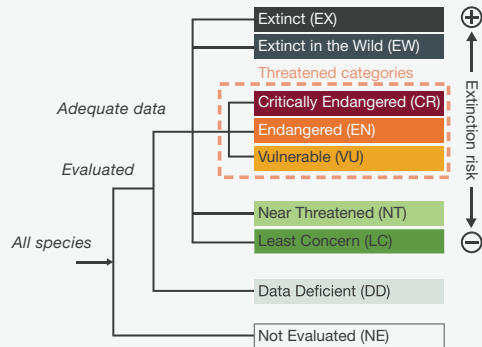 Extinct (EX)
Extinct in the Wild (EW)
Threatened categories
Adequate data
Critically Endangered (CR)
Endangered (EN)
Vulnerable (VU)
Extinction risk
Evaluated
Near Threatened (NT)
All species
Least Concern (LC)
Data Deficient (DD)
Not Evaluated (NE)